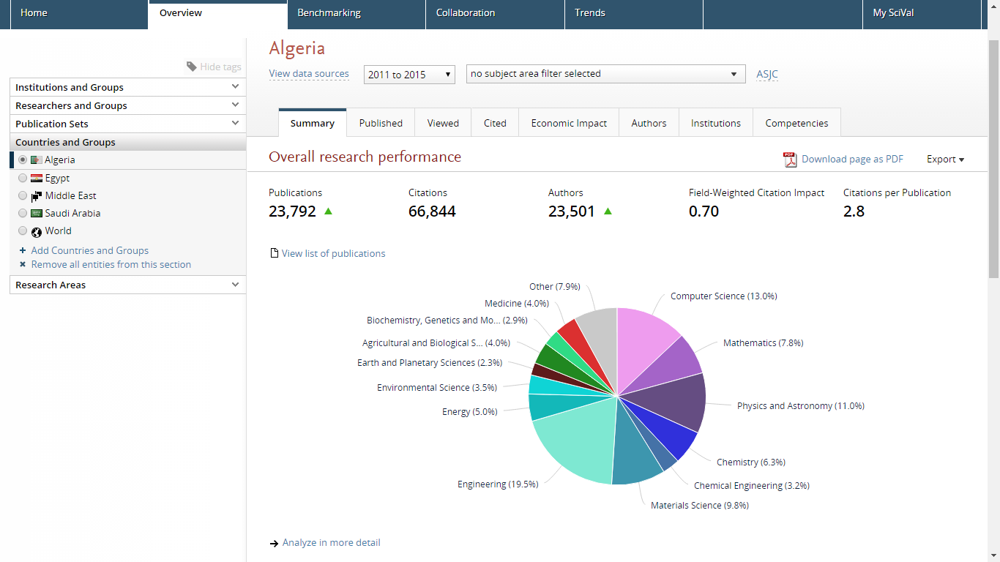 Home
Overview
Benchmarking
Collaboration
Trends
My SciVal
Hide tags
Institutions and Groups
Researchers and Groups
Publication Sets
Countries and Groups
Algeria
Egypt
Middle East
Saudi Arabia
World
Add Countries and Groups
Remove all entities from this section
Research Areas
Algeria
View data sources
2011 to 2015
no subject area filter selected
ASJC
Summary
Published
Viewed
Cited
Economic Impact
Authors
Institutions
Competencies
Overall research performance
PDF
Download page as PDF
Export
Publications
23,792
Citations
66,844
Authors
23,501
Field-Weighted Citation Impact
0.70
Citations per Publication
2.8
View list of publications
Other (7.9%)
Computer Science (13.0%)
Medicine (4.0%)
Biochemistry, Genetics and Mo... (2.9%)
Agricultural and Biological S... (4.0%)
Mathematics (7.8%)
Earth and Planetary Sciences (2.3%)
Environmental Science (3.5%)
Physics and Astronomy (11.0%)
Energy (5.0%)
Chemistry (6.3%)
Engineering (19.5%)
Chemical Engineering (3.2%)
Materials Science (9.8%)
Analyze in more detail